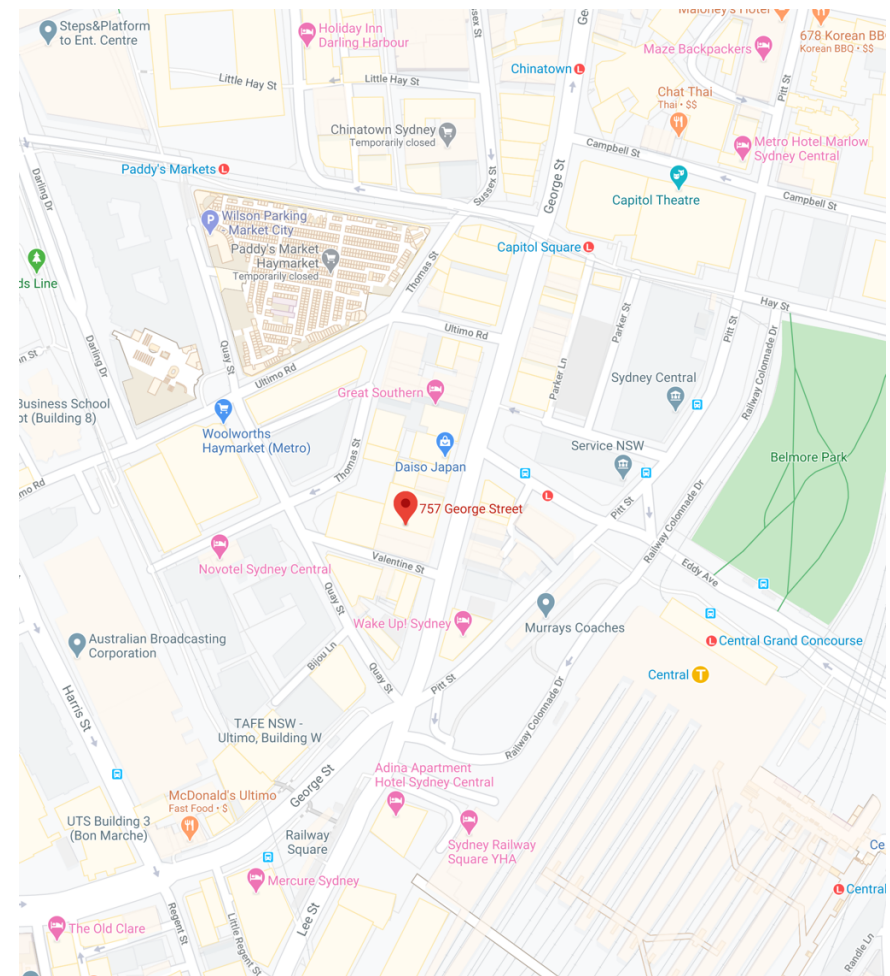 Maloney's Hotel
Steps&Platform
to Ent. Centre
Holiday Inn
Darling Harbour
Sussex St
George St
678 Korean BBQ
Korean BBQ · $$
Maze Backpackers
Chinatown
Little Hay St
Little Hay St
Pitt St
Chat Thai
Thai · $$
Chinatown Sydney
Temporarily closed
Metro Hotel Marlow
Sydney Central
Campbell St
Paddy's Markets
Darling Dr
Sussex St
George St
Capitol Theatre
Campbell St
P
Wilson Parking
- Market City
Paddy's Market
Haymarket
Temporarily closed
Capitol Square
Thomas St
ds Line
Hay St
Parker St
Pitt St
Ultimo Rd
Railway Colonnade Dr
Darling Dr
Quay St
Parker Ln
Ultimo Rd
Sydney Central
Great Southern
Business School
(Building 8)
Woolworths
Haymarket (Metro)
Service NSW
Thomas St
Daiso Japan
Belmore Park
mo Rd
757 George Street
Pitt St
Railway Colonnade Dr
Valentine St
Novotel Sydney Central
Eddy Ave
Quay St
Wake Up! Sydney
Murrays Coaches
Australian Broadcasting
Corporation
Central Grand Concourse
Bijou Ln
Quay St
Central
T
Pitt St
Harris St
Railway Colonnade Dr
TAFE NSW -
Ultimo, Building W
George St
Adina Apartment
Hotel Sydney Central
McDonald's Ultimo
Fast Food · $
UTS Building 3
(Bon Marche)
Railway
Square
Sydney Railway
Square YHA
Ce
Mercure Sydney
Central
Lee St
Regent St
Little Regent St
The Old Clare
Randle Ln